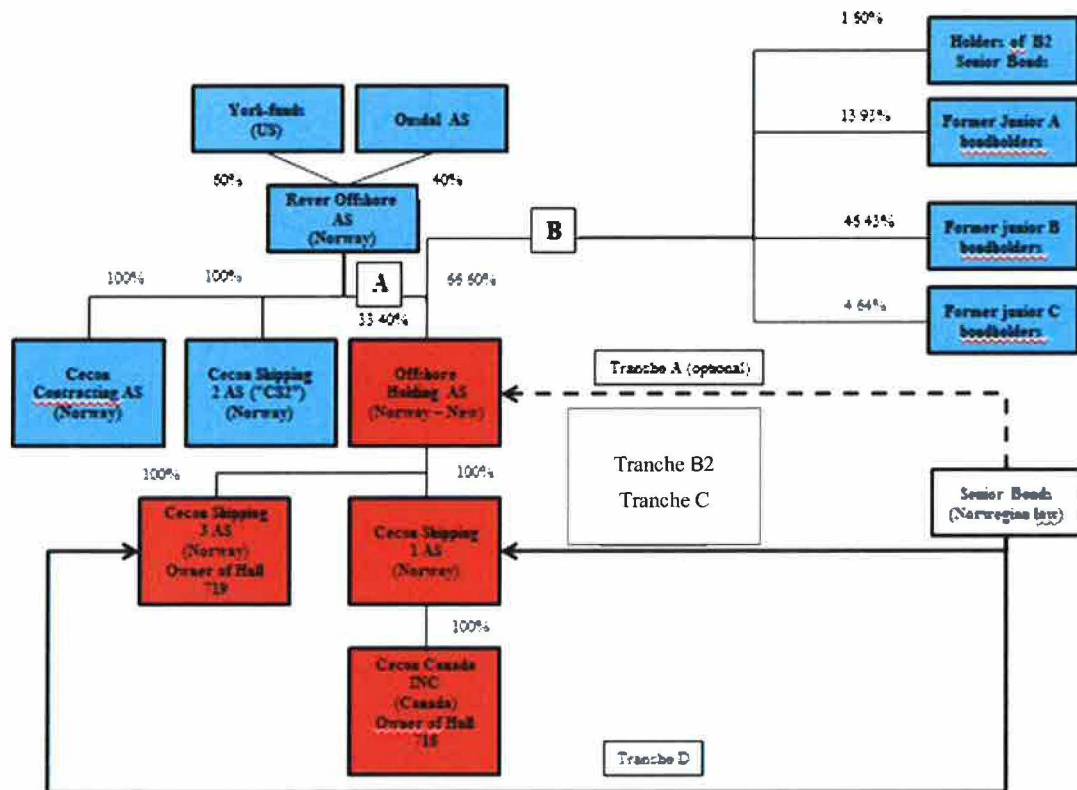 1.60%
Holders of B2
Senior Bonds
York-funds
(US)
Omdal AS
13.93%
Former Junior A
bondholders
60%
40%
Rever Offshore
AS
(Norway)
B
45.43%
Former junior B
bondholders
100%
100%
A
66.60%
33.40%
4.64%
Former junior C
bondholders
Cecon
Contracting AS
(Norway)
Cecon Shipping
2 AS ("CS2")
(Norway)
Offshore
Holding AS
(Norway – New)
Tranche A (optional)
Tranche B2
Tranche C
100%
100%
Senior Bonds
(Norwegian law)
Cecon Shipping
3 AS
(Norway)
Owner of Hull
719
Cecon Shipping
1 AS
(Norway)
100%
Cecon Canada
INC
(Canada)
Owner of Hull
Tranche D